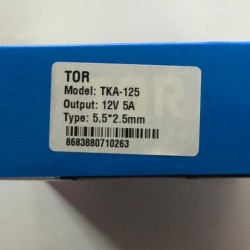 TOR
Model: TKA-125
Output: 12V 5A
Type: 5.5*2.5mm
8683880710263